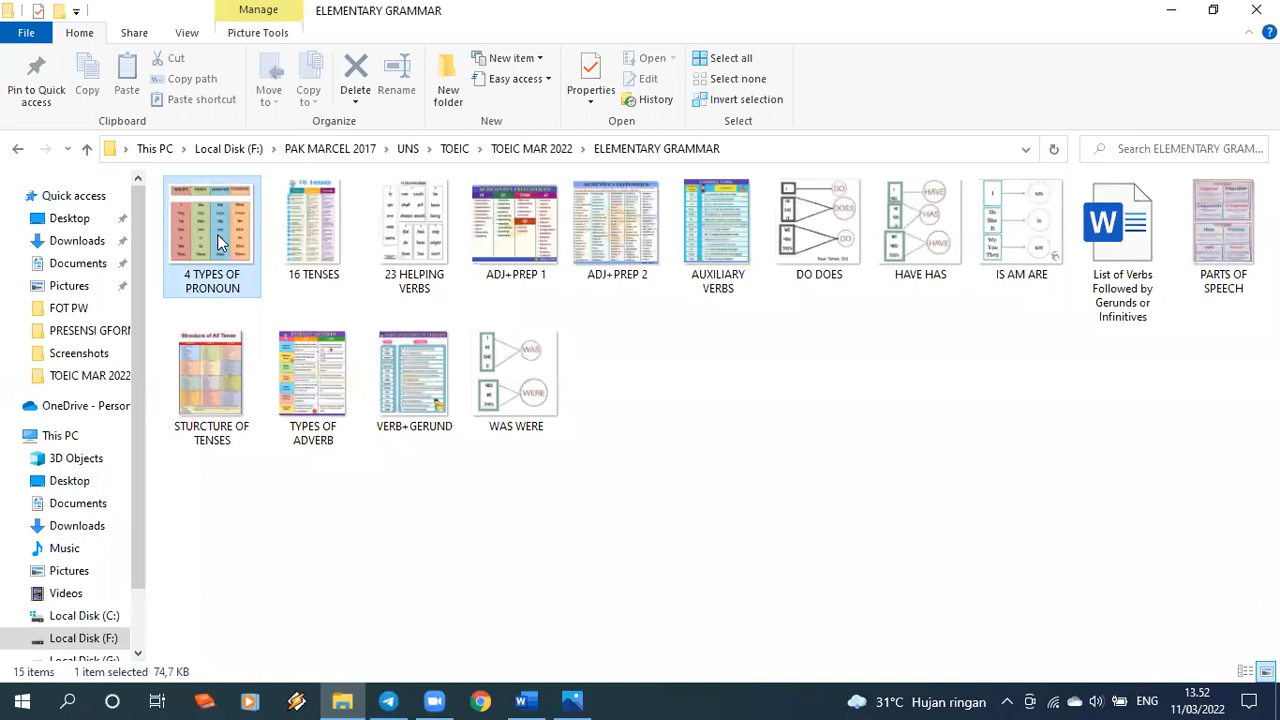 Manage
ELEMENTARY GRAMMAR
File
Home
Share
View
Picture Tools
Pin to Quick access
Copy
Paste
Cut
Copy path
Paste shortcut
Clipboard
Move to
Copy to
Delete
Rename
Organize
New folder
New item
Easy access
New
Properties
Open
Edit
History
Open
Select all
Select none
Invert selection
Select
This PC
Local Disk (F:)
PAK MARCEL 2017
UNS
TOEIC
TOEIC MAR 2022
ELEMENTARY GRAMMAR
Search ELEMENTARY GRAM...
Quick access
Desktop
Downloads
Documents
Pictures
FOT PW
PRESENSI GFORM
Screenshots
TOEIC MAR 2022
OneDrive - Person
This PC
3D Objects
Desktop
Documents
Downloads
Music
Pictures
Videos
Local Disk (C:)
Local Disk (F:)
4 TYPES OF PRONOUN
16 TENSES
23 HELPING VERBS
ADJ+PREP 1
ADJ+PREP 2
AUXILIARY VERBS
DO DOES
HAVE HAS
IS AM ARE
List of Verbs Followed by Gerunds or Infinitives
PARTS OF SPEECH
STURCTURE OF TENSES
TYPES OF ADVERB
VERB+GERUND
WAS WERE
15 items
1 item selected 74,7 KB
31°C Hujan ringan
ENG
13.52
11/03/2022